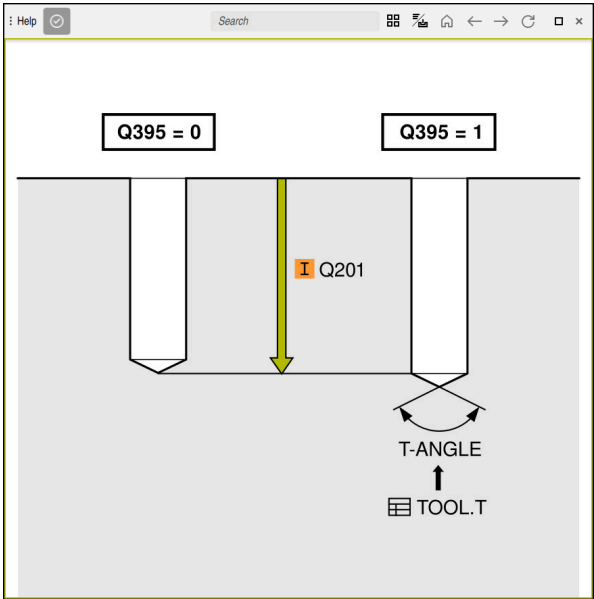 Help
Search
Q395 = 0
Q395 = 1
I Q201
T-ANGLE
TOOL.T